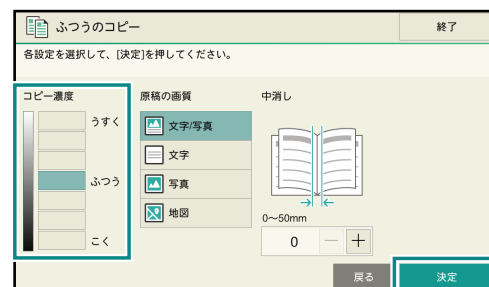 ふつうのコピー
終了
各設定を選択して、[決定]を押してください。
コピー濃度
うすく
ふつう
こく
原稿の画質
文字/写真
文字
写真
地図
中消し
0～50mm
0
－ ＋
戻る
決定